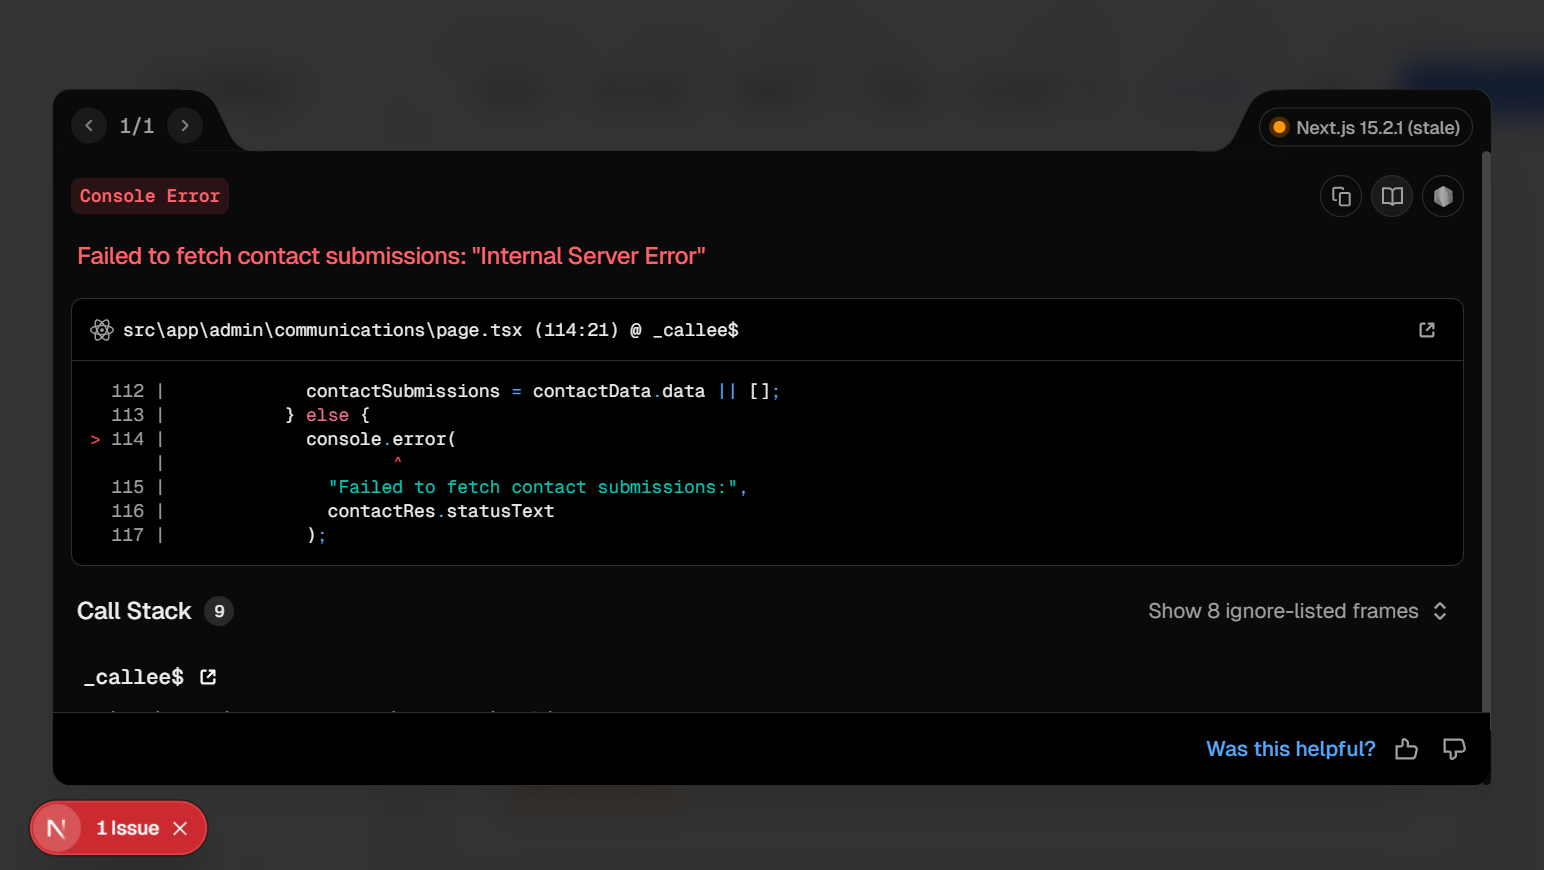 1/1
Next.js 15.2.1 (stale)
Console Error
Failed to fetch contact submissions: "Internal Server Error"
src\app\admin\communications\page.tsx (114:21) @ _callee$
112 | contactSubmissions = contactData.data || [];
113 | } else {
> 114 | console.error(
| ^
115 | "Failed to fetch contact submissions:",
116 | contactRes.statusText
117 | );
Call Stack 9
Show 8 ignore-listed frames
_callee$
Was this helpful?
N 1 Issue